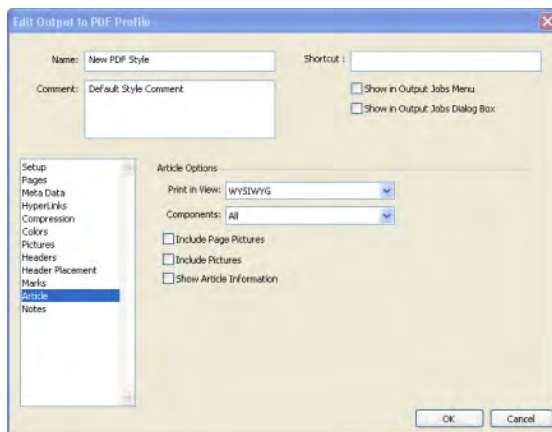 Edit Output to PDF Profile
Name: New PDF Style
Shortcut :
Comment: Default Style Comment
Show in Output Jobs Menu
Show in Output Jobs Dialog Box
Setup
Pages
Meta Data
HyperLinks
Compression
Colors
Pictures
Headers
Header Placement
Marks
Article
Notes
Article Options
Print in View: WYSIWYG
Components: All
Include Page Pictures
Include Pictures
Show Article Information
OK
Cancel